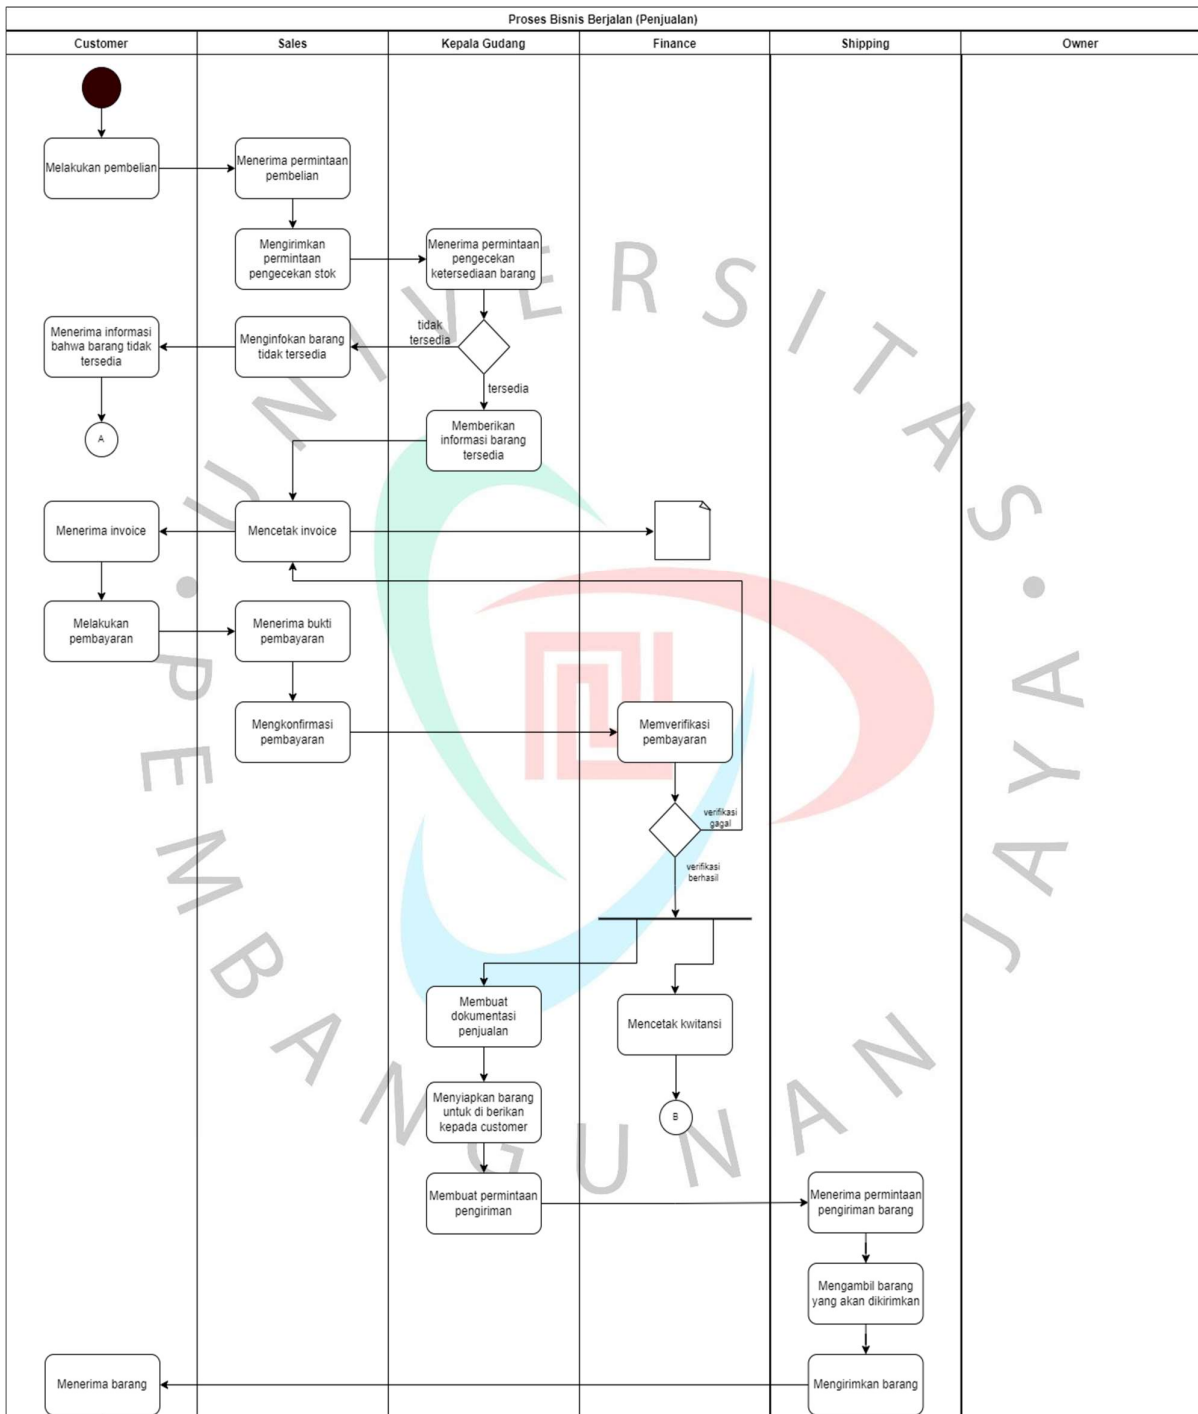 Proses Bisnis Berjalan (Penjualan)
Customer
Sales
Kepala Gudang
Finance
Shipping
Owner
Melakukan pembelian
Menerima permintaan
pembelian
Mengirimkan
permintaan
pengecekan stok
Menerima permintaan
pengecekan
ketersediaan barang
tidak
tersedia
Menginfokan barang
tidak tersedia
Menerima informasi
bahwa barang tidak
tersedia
A
tersedia
Memberikan
informasi barang
tersedia
Mencetak invoice
Menerima invoice
Melakukan
pembayaran
Menerima bukti
pembayaran
Mengkonfirmasi
pembayaran
Memverifikasi
pembayaran
verifikasi
gagal
verifikasi
berhasil
Membuat
dokumentasi
penjualan
Mencetak kwitansi
B
Menyiapkan barang
untuk di berikan
kepada customer
Membuat permintaan
pengiriman
Menerima permintaan
pengiriman barang
Mengambil barang
yang akan dikirimkan
Mengirimkan barang
Menerima barang
UNIVERSITAS
PEMBANGUNAN JAYA